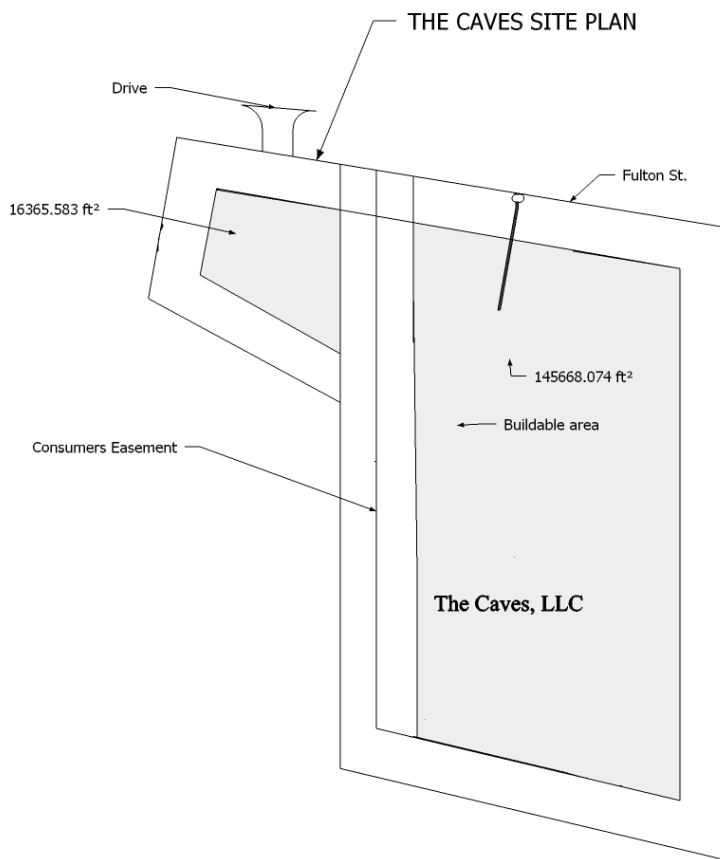 THE CAVES SITE PLAN
Drive
Fulton St.
16365.583 ft²
145668.074 ft²
Buildable area
Consumers Easement
The Caves, LLC